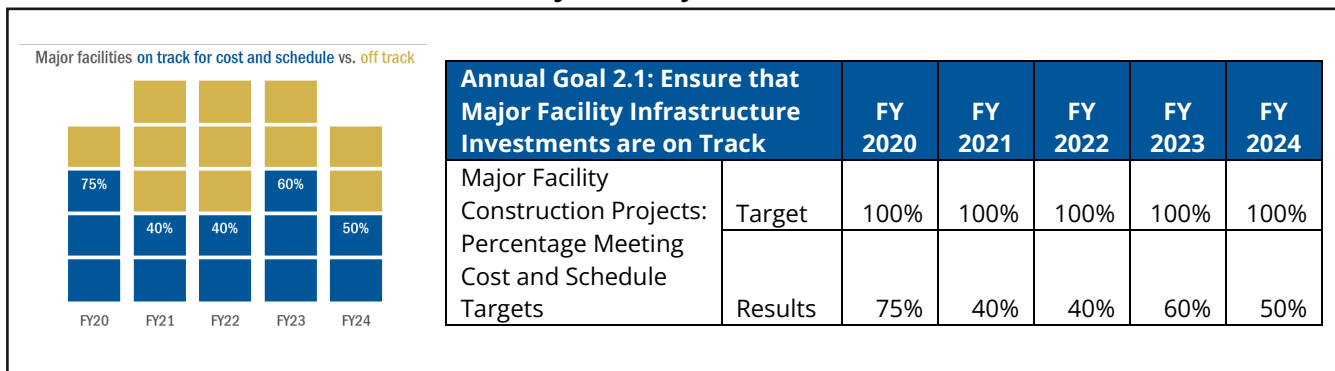 Major facilities on track for cost and schedule vs. off track
75%
60%
40%
40%
50%
FY20
FY21
FY22
FY23
FY24
Annual Goal 2.1: Ensure that
Major Facility Infrastructure
Investments are on Track
FY
2020
FY
2021
FY
2022
FY
2023
FY
2024
Major Facility
Construction Projects:
Percentage Meeting
Cost and Schedule
Targets
Target
100%
100%
100%
100%
100%
Results
75%
40%
40%
60%
50%